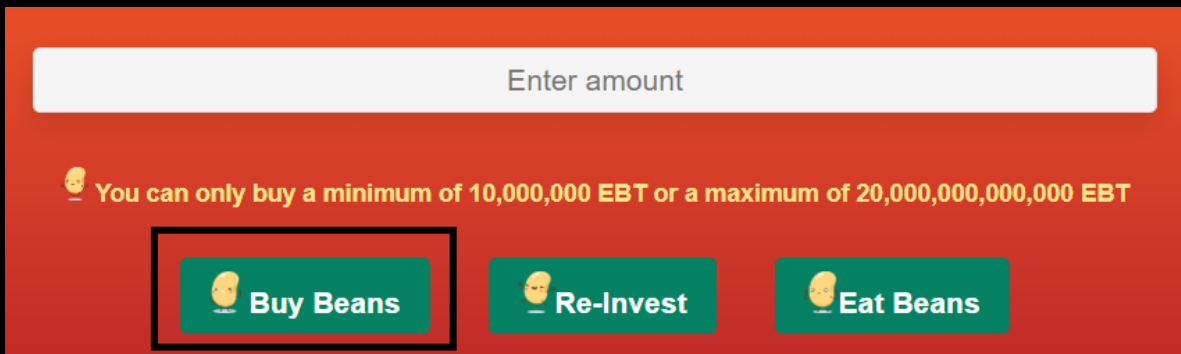 Enter amount
You can only buy a minimum of 10,000,000 EBT or a maximum of 20,000,000,000,000 EBT
Buy Beans Re-Invest Eat Beans